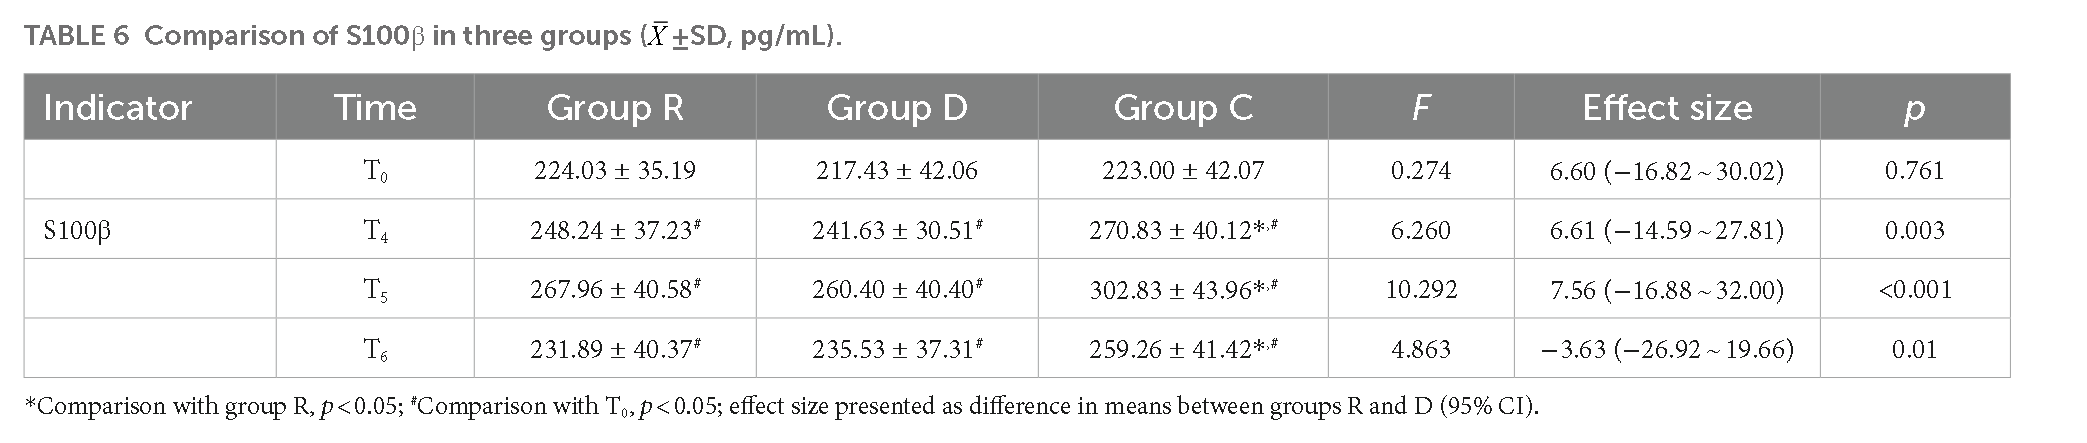 TABLE 6 Comparison of S100β in three groups (X̄ ±SD, pg/mL).
Indicator Time Group R Group D Group C F Effect size p
T₀ 224.03 ± 35.19 217.43 ± 42.06 223.00 ± 42.07 0.274 6.60 (−16.82 ~ 30.02) 0.761
S100β T₄ 248.24 ± 37.23# 241.63 ± 30.51# 270.83 ± 40.12*,# 6.260 6.61 (−14.59 ~ 27.81) 0.003
T₅ 267.96 ± 40.58# 260.40 ± 40.40# 302.83 ± 43.96*,# 10.292 7.56 (−16.88 ~ 32.00) <0.001
T₆ 231.89 ± 40.37# 235.53 ± 37.31# 259.26 ± 41.42*,# 4.863 −3.63 (−26.92 ~ 19.66) 0.01
*Comparison with group R, p < 0.05; #Comparison with T₀, p < 0.05; effect size presented as difference in means between groups R and D (95% CI).